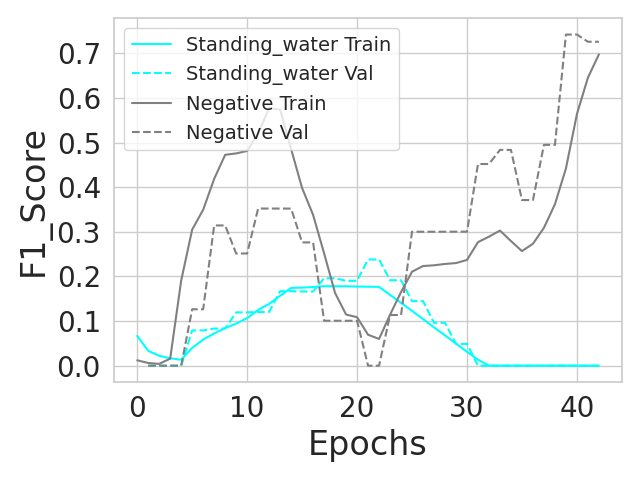 Standing_water Train
Standing_water Val
Negative Train
Negative Val
F1_Score
0.7
0.6
0.5
0.4
0.3
0.2
0.1
0.0
0 10 20 30 40
Epochs